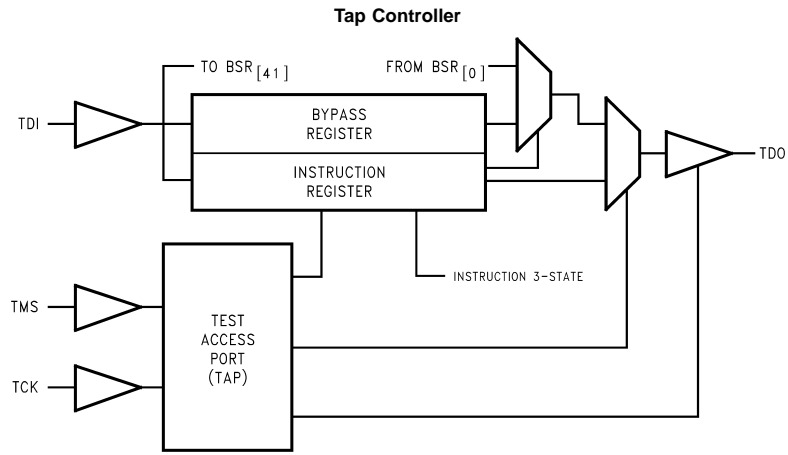 Tap Controller
TO BSR[41]
FROM BSR[0]
TDI
BYPASS
REGISTER
INSTRUCTION
REGISTER
TDO
INSTRUCTION 3-STATE
TMS
TEST
ACCESS
PORT
(TAP)
TCK